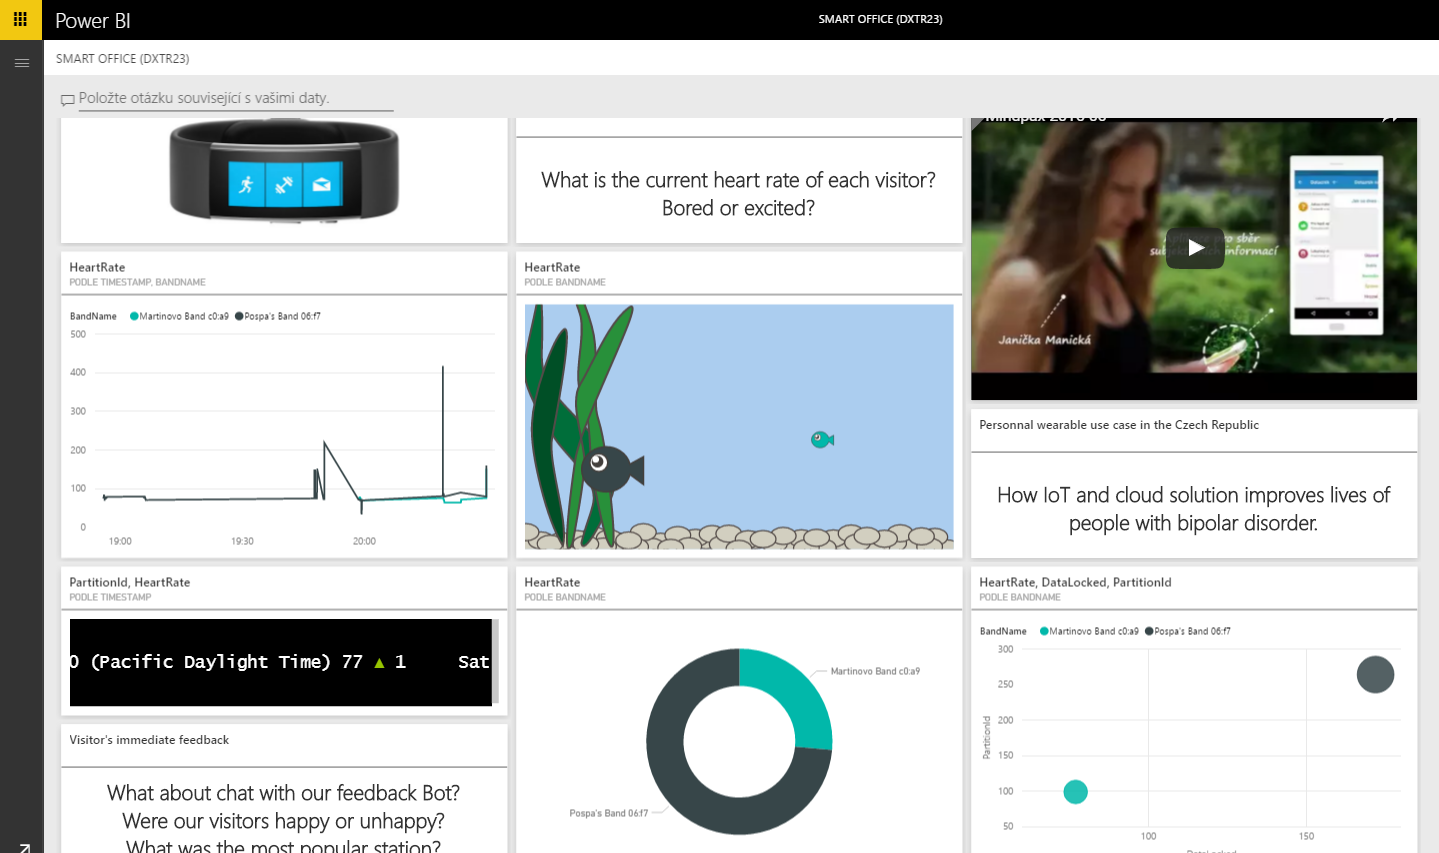 Power BI
SMART OFFICE (DXTR23)
SMART OFFICE (DXTR23)
Položte otázku související s vašimi daty.
What is the current heart rate of each visitor?
Bored or excited?
Mindpax 2016 06
subjektivních informací
Janička Manická
HeartRate
PODLE TIMESTAMP, BANDNAME
BandName Martinovo Band c0:a9 Pospa's Band 06:f7
500
400
300
200
100
0
19:00 19:30 20:00
HeartRate
PODLE BANDNAME
Personnal wearable use case in the Czech Republic
How IoT and cloud solution improves lives of
people with bipolar disorder.
PartitionId, HeartRate
PODLE TIMESTAMP
0 (Pacific Daylight Time) 77 ▲ 1 Sat
HeartRate
PODLE BANDNAME
Martinovo Band c0:a9
Pospa's Band 06:f7
HeartRate, DataLocked, PartitionId
PODLE BANDNAME
BandName Martinovo Band c0:a9 Pospa's Band 06:f7
PartitionId
300
250
200
150
100
50
100 150
DataLocked
Visitor's immediate feedback
What about chat with our feedback Bot?
Were our visitors happy or unhappy?
What was the most popular station?